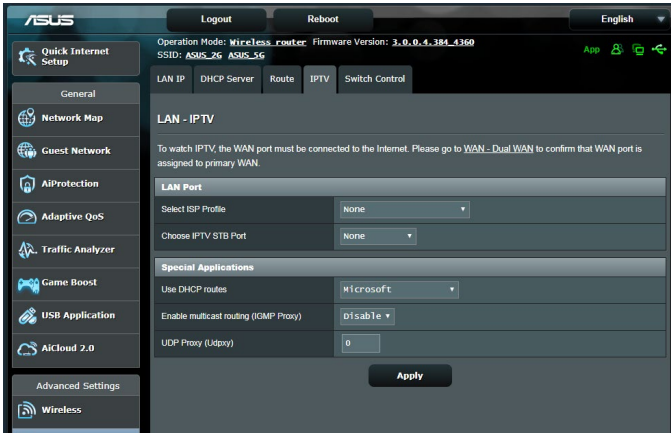 ASUS
Logout
Reboot
English
Quick Internet
Setup
Operation Mode: Wireless router Firmware Version: 3.0.0.4.384_4360
SSID: ASUS_2G ASUS_5G
App
LAN IP
DHCP Server
Route
IPTV
Switch Control
General
Network Map
Guest Network
AiProtection
Adaptive QoS
Traffic Analyzer
Game Boost
USB Application
AiCloud 2.0
Advanced Settings
Wireless
LAN - IPTV
To watch IPTV, the WAN port must be connected to the Internet. Please go to WAN - Dual WAN to confirm that WAN port is
assigned to primary WAN.
LAN Port
Select ISP Profile
None
Choose IPTV STB Port
None
Special Applications
Use DHCP routes
Microsoft
Enable multicast routing (IGMP Proxy)
Disable
UDP Proxy (Udpxy)
0
Apply